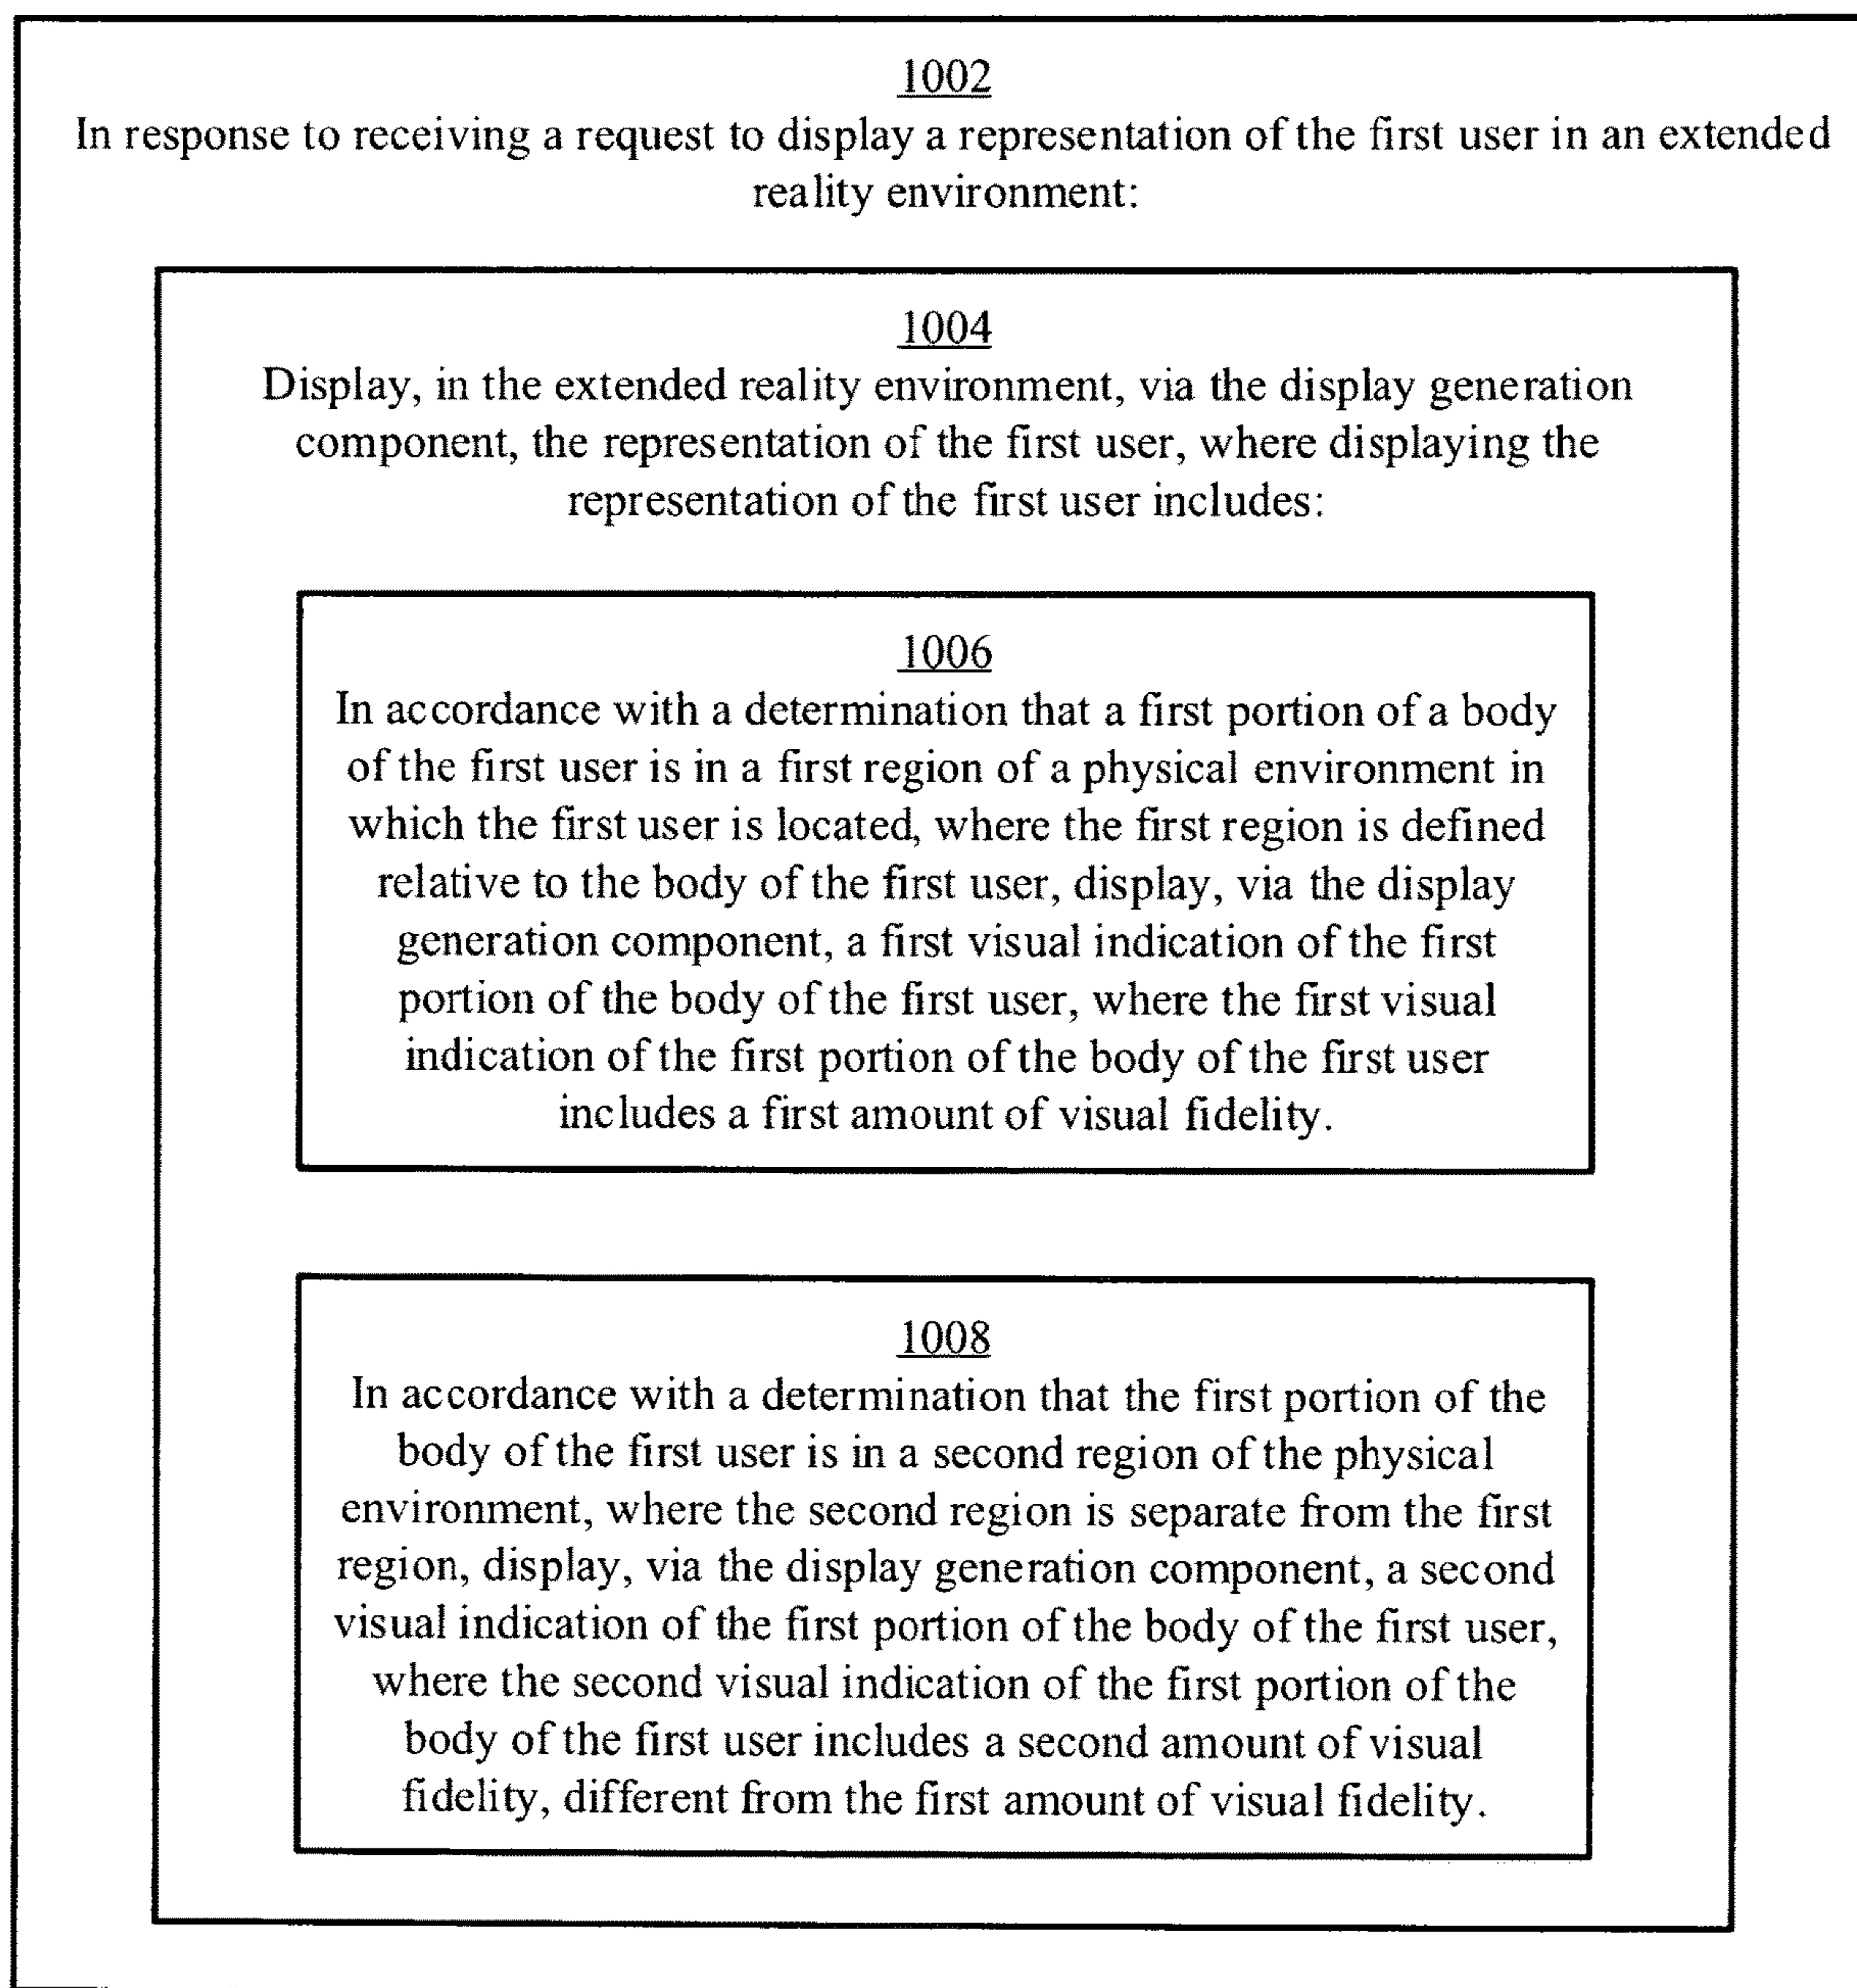 1002
In response to receiving a request to display a representation of the first user in an extended
reality environment:
1004
Display, in the extended reality environment, via the display generation
component, the representation of the first user, where displaying the
representation of the first user includes:
1006
In accordance with a determination that a first portion of a body
of the first user is in a first region of a physical environment in
which the first user is located, where the first region is defined
relative to the body of the first user, display, via the display
generation component, a first visual indication of the first
portion of the body of the first user, where the first visual
indication of the first portion of the body of the first user
includes a first amount of visual fidelity.
1008
In accordance with a determination that the first portion of the
body of the first user is in a second region of the physical
environment, where the second region is separate from the first
region, display, via the display generation component, a second
visual indication of the first portion of the body of the first user,
where the second visual indication of the first portion of the
body of the first user includes a second amount of visual
fidelity, different from the first amount of visual fidelity.